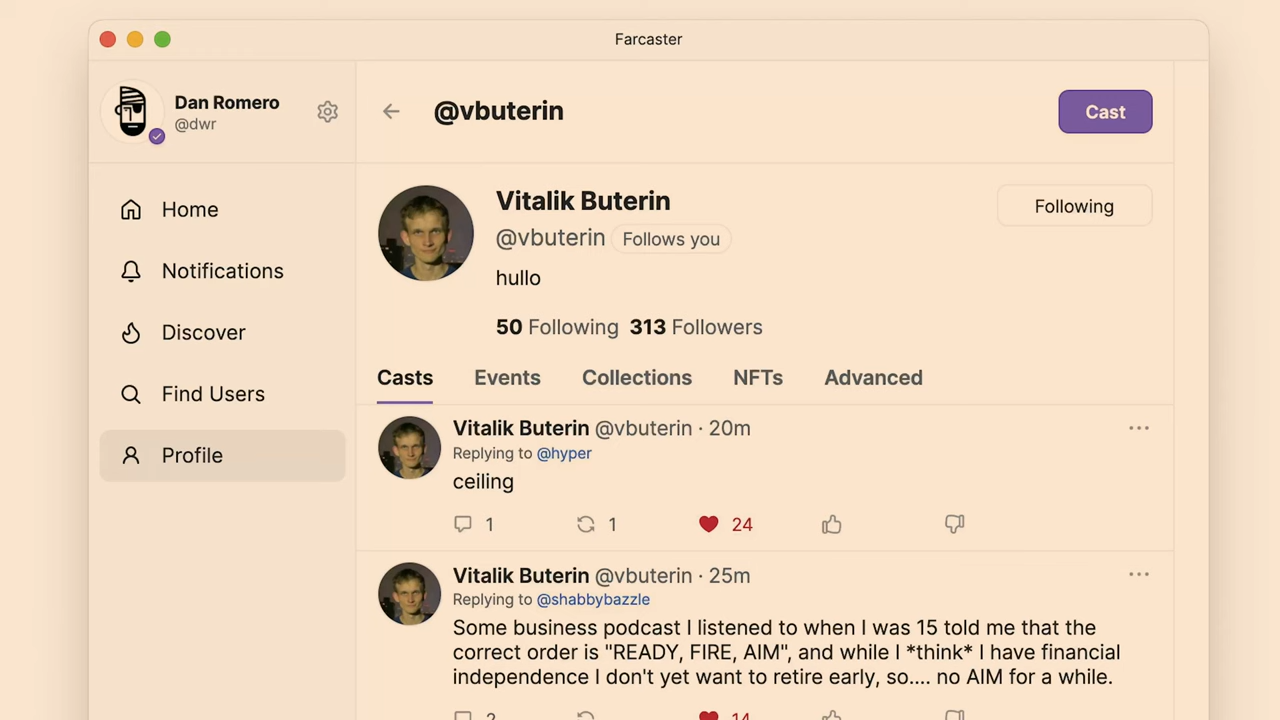 Farcaster
Dan Romero
@dwr
@vbuterin
Cast
Home
Notifications
Discover
Find Users
Profile
Vitalik Buterin
@vbuterin Follows you
Following
hullo
50 Following 313 Followers
Casts Events Collections NFTs Advanced
Vitalik Buterin @vbuterin · 20m
Replying to @hyper
ceiling
1 1 24
Vitalik Buterin @vbuterin · 25m
Replying to @shabbybazzle
Some business podcast I listened to when I was 15 told me that the
correct order is "READY, FIRE, AIM", and while I *think* I have financial
independence I don't yet want to retire early, so.... no AIM for a while.
2 14